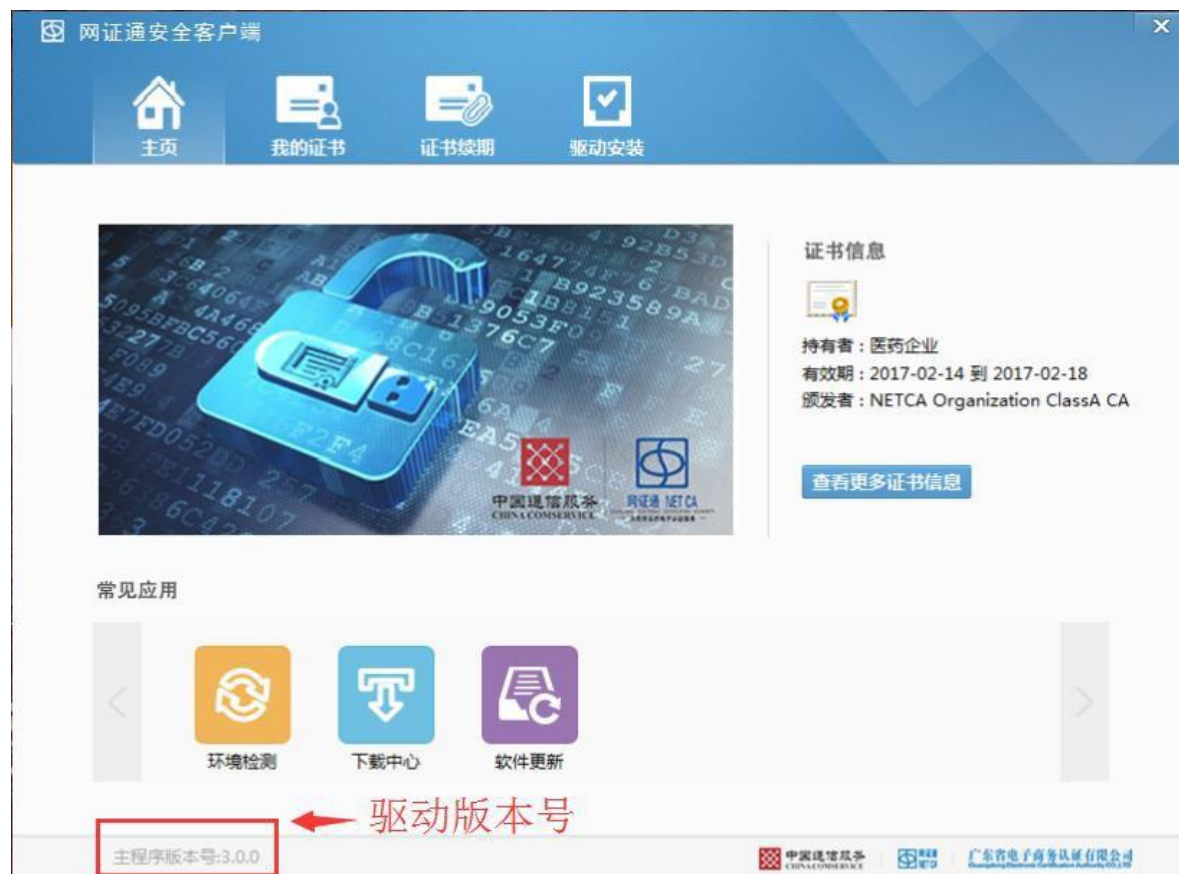 网证通安全客户端
主页
我的证书
证书续期
驱动安装
中国通信服务
CHINA COMSERVICE
网证通 NETCA
证书信息
持有者：医药企业
有效期：2017-02-14 到 2017-02-18
颁发者：NETCA Organization ClassA CA
查看更多证书信息
常见应用
环境检测
下载中心
软件更新
驱动版本号
主程序版本号:3.0.0
中国通信服务
CHINA COMSERVICE
广东省电子商务认证有限公司